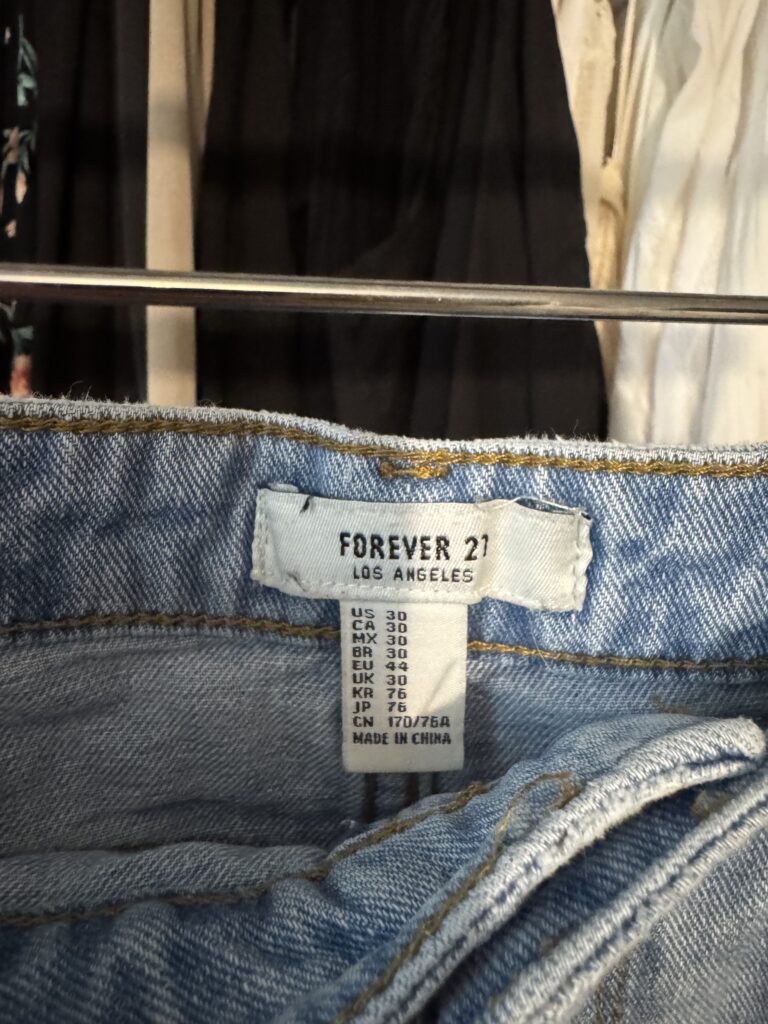 FOREVER 21
LOS ANGELES
US 30
CA 30
MX 30
BR 30
EU 44
UK 30
KR 76
JP 76
CN 170/76A
MADE IN CHINA